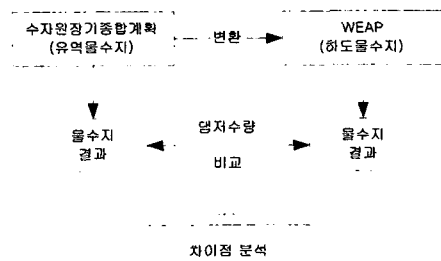 수자원장기종합계획
(유역물수지)
변환
WEAP
(하도물수지)
물수지
결과
댐저수량
비교
물수지
결과
차이점 분석